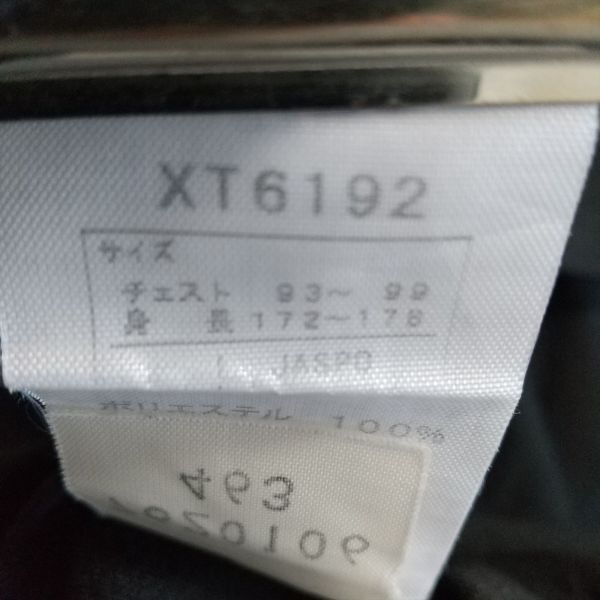 XT6192
サイズ
チェスト 93～ 99
身 長 172～178
L JASPO
ポリエステル 100%
463